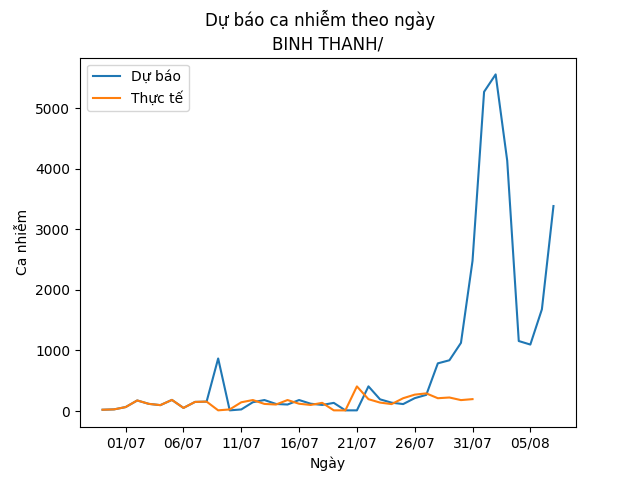 Dự báo ca nhiễm theo ngày
BINH THANH/
Dự báo
Thực tế
Ca nhiễm
5000
4000
3000
2000
1000
0
01/07 06/07 11/07 16/07 21/07 26/07 31/07 05/08
Ngày